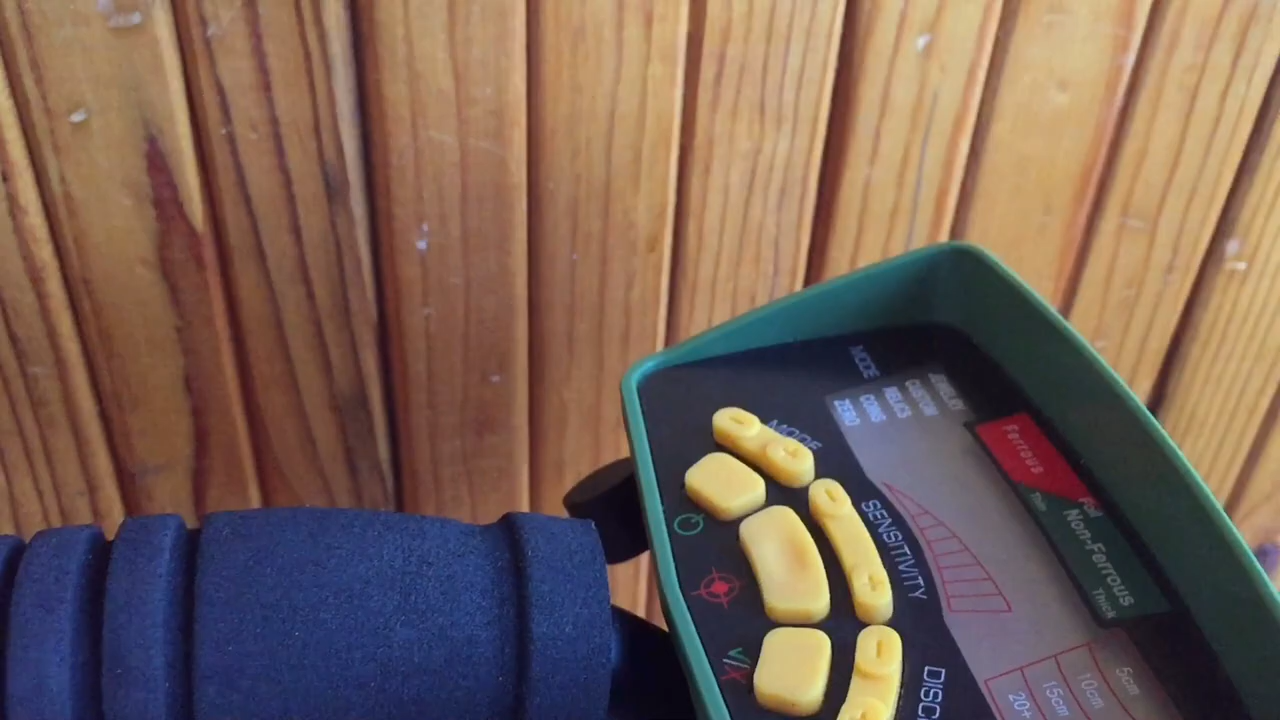 MODE
JEWELRY
CUSTOM
RELICS
COINS
ZERO
MODE
-
+
Ferrous
Foil
Thin
Non-Ferrous
Thick
SENSITIVITY
-
+
5cm
10cm
15cm
20+
DISC
-